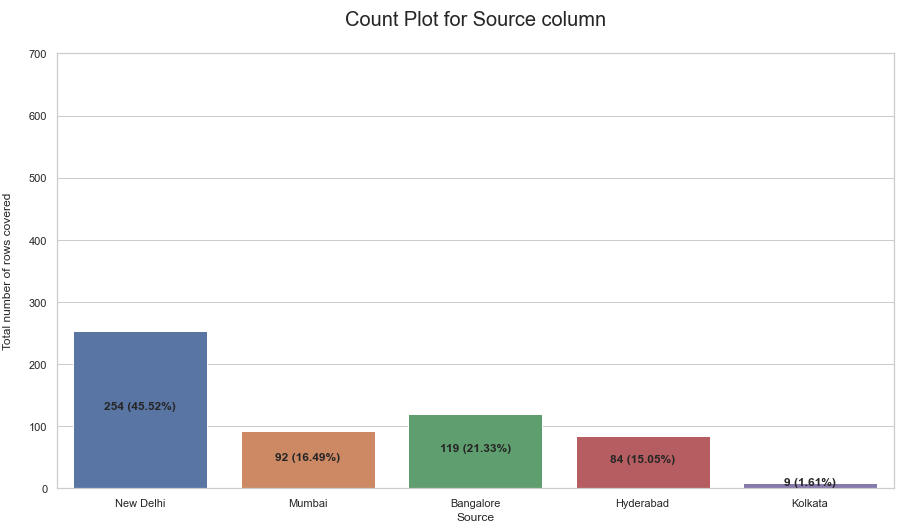 Count Plot for Source column
Total number of rows covered
700
600
500
400
300
200
100
0
254 (45.52%)
92 (16.49%)
119 (21.33%)
84 (15.05%)
9 (1.61%)
New Delhi
Mumbai
Bangalore
Hyderabad
Kolkata
Source